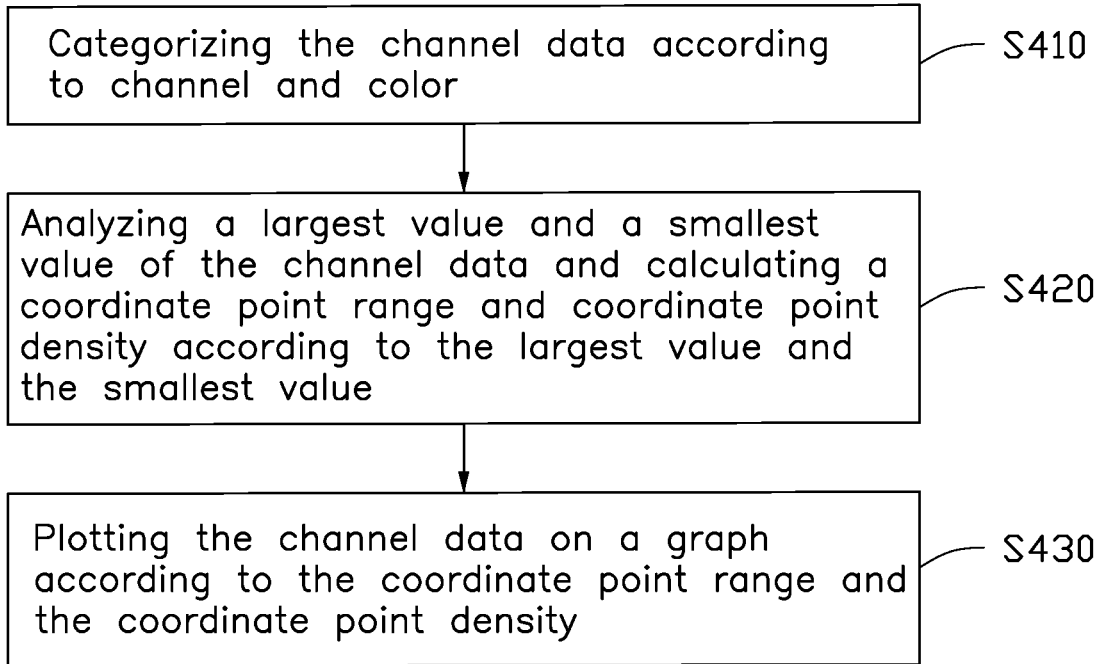 Categorizing the channel data according
to channel and color
S410
Analyzing a largest value and a smallest
value of the channel data and calculating a
coordinate point range and coordinate point
density according to the largest value and
the smallest value
S420
Plotting the channel data on a graph
according to the coordinate point range and
the coordinate point density
S430